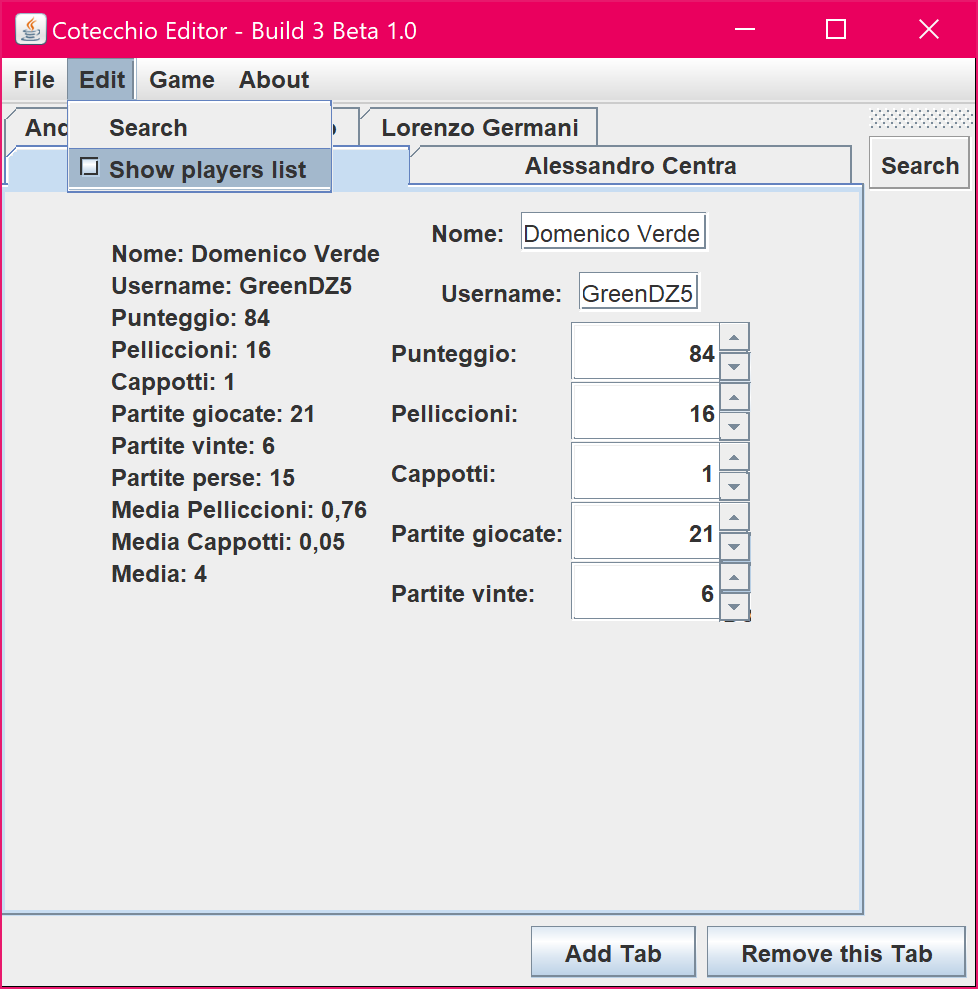 Cotecchio Editor - Build 3 Beta 1.0
File Edit Game About
Search
Show players list
Lorenzo Germani
Alessandro Centra
Search
Nome: Domenico Verde
Username: GreenDZ5
Punteggio: 84
Pelliccioni: 16
Cappotti: 1
Partite giocate: 21
Partite vinte: 6
Partite perse: 15
Media Pelliccioni: 0,76
Media Cappotti: 0,05
Media: 4
Nome: Domenico Verde
Username: GreenDZ5
Punteggio: 84
Pelliccioni: 16
Cappotti: 1
Partite giocate: 21
Partite vinte: 6
Add Tab
Remove this Tab